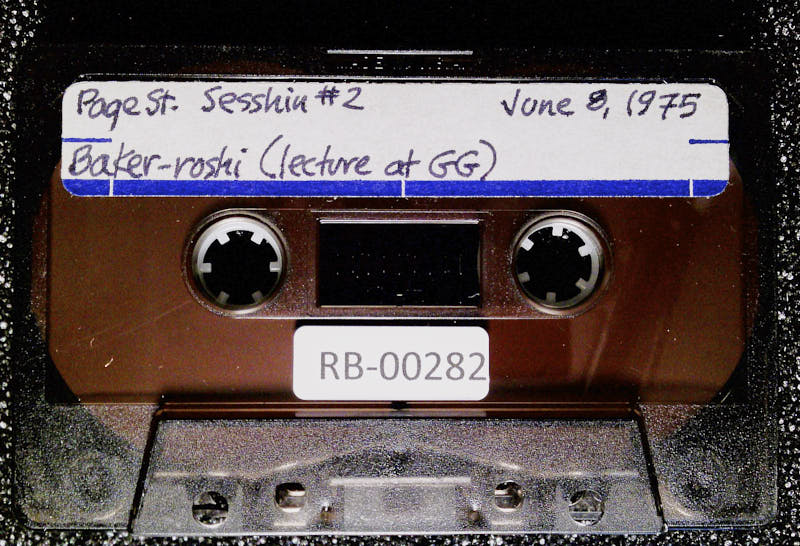 Page St. Sesshin #2 June 8, 1975
Baker-roshi (lecture at GG)
RB-00282